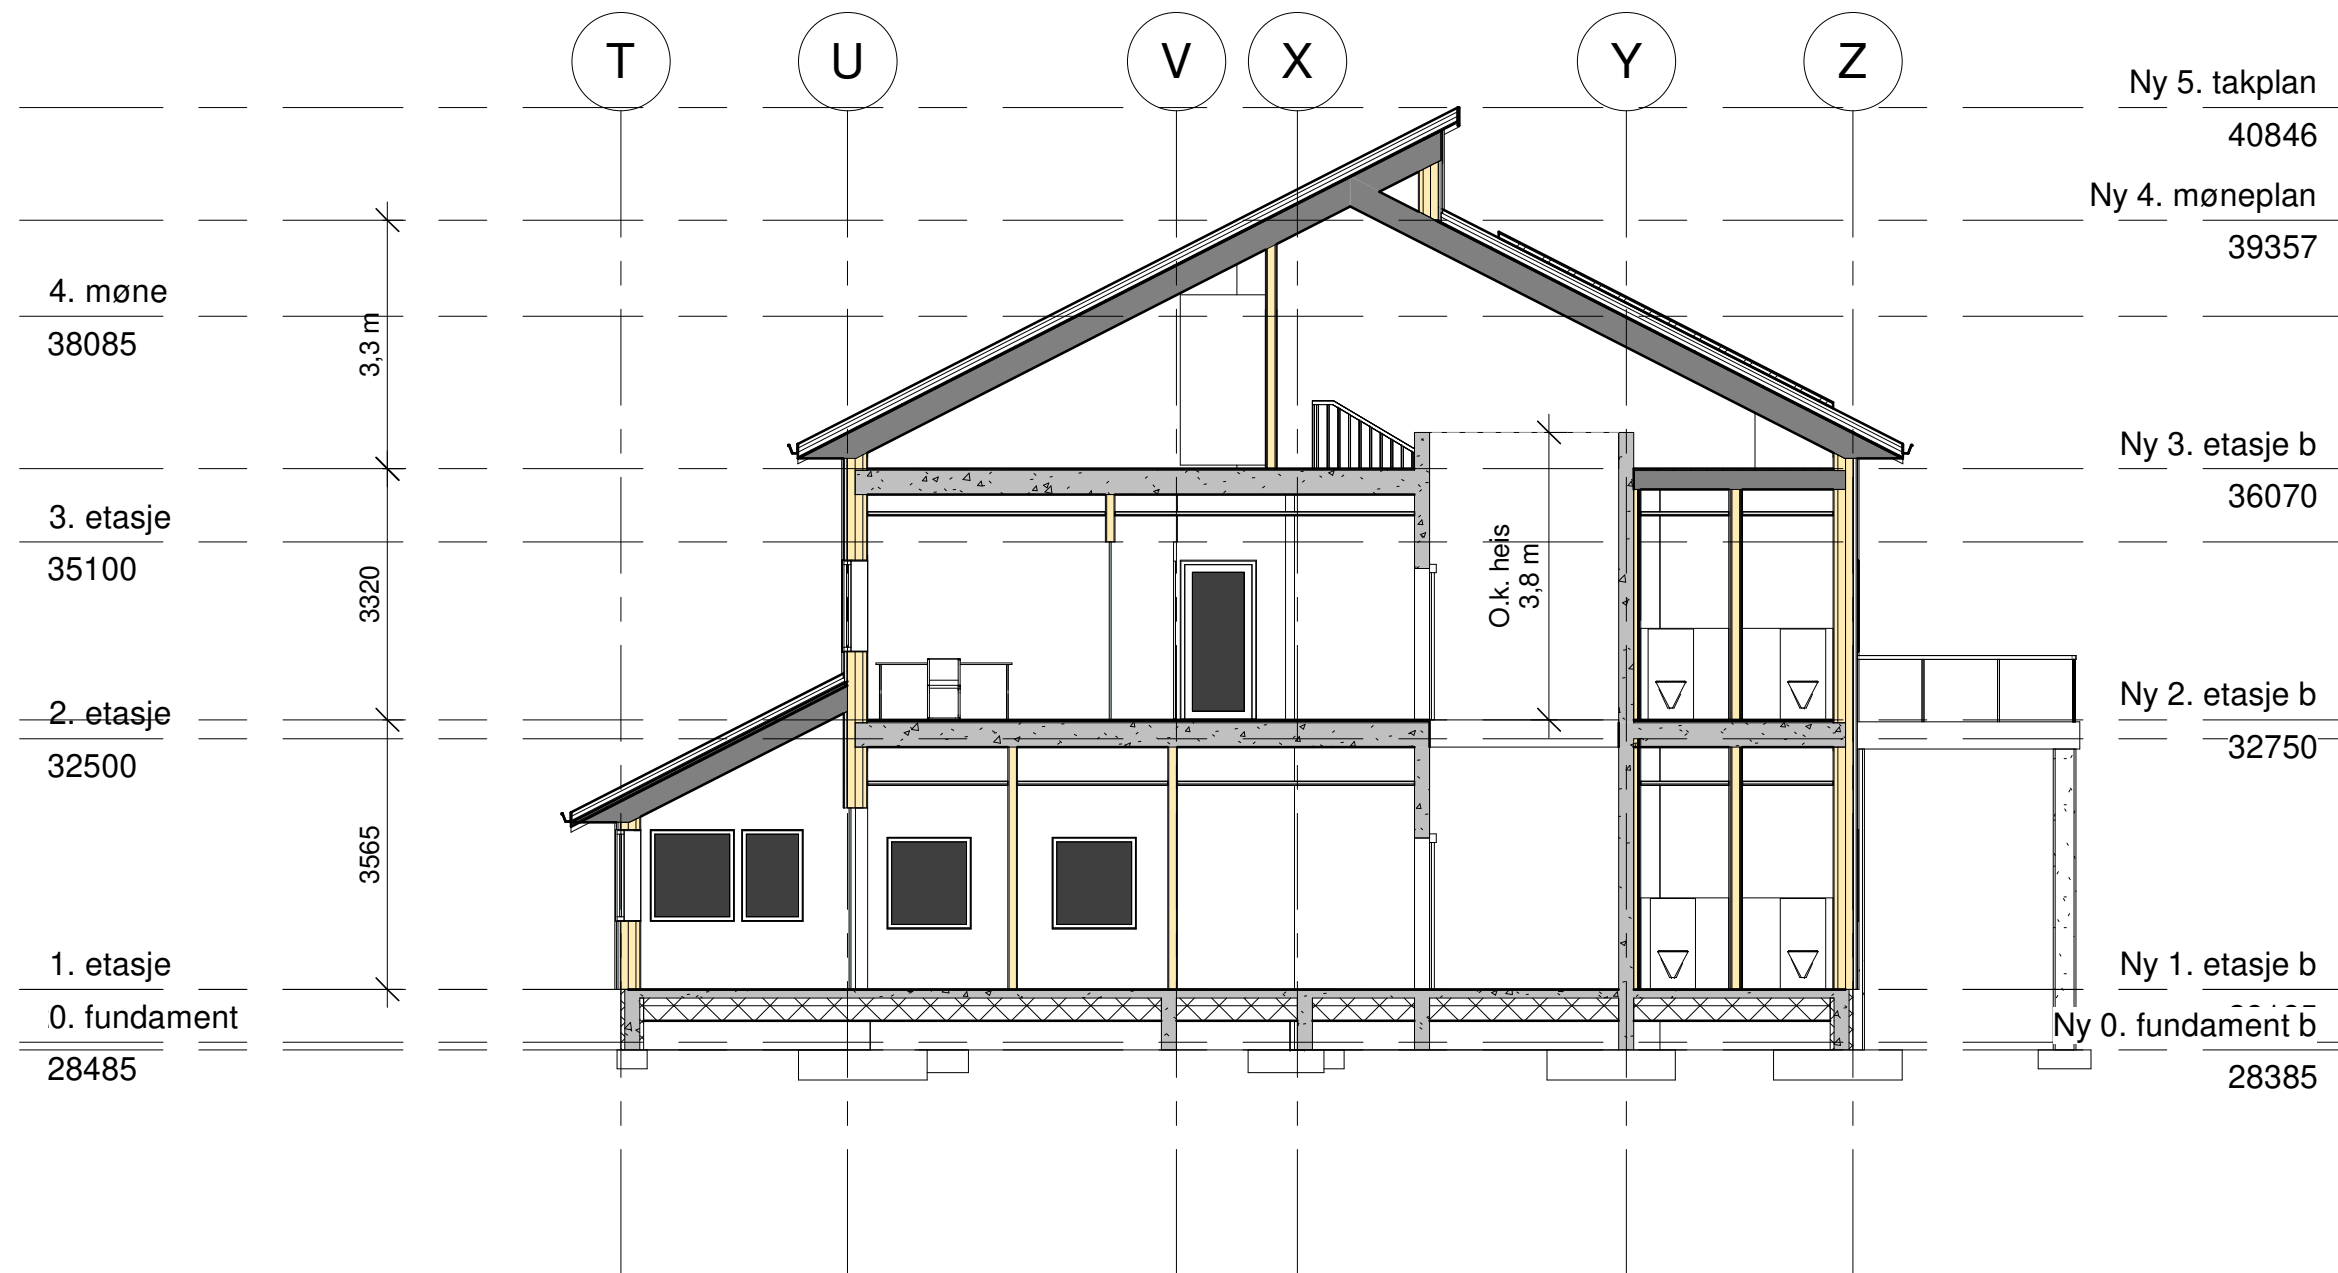 T U V X Y Z
Ny 5. takplan
40846
Ny 4. møneplan
39357
4. møne
38085
3,3 m
Ny 3. etasje b
36070
3. etasje
35100
3320
O.k. heis
3,8 m
2. etasje
32500
Ny 2. etasje b
32750
3565
1. etasje
Ny 1. etasje b
0. fundament
28485
Ny 0. fundament b
28385